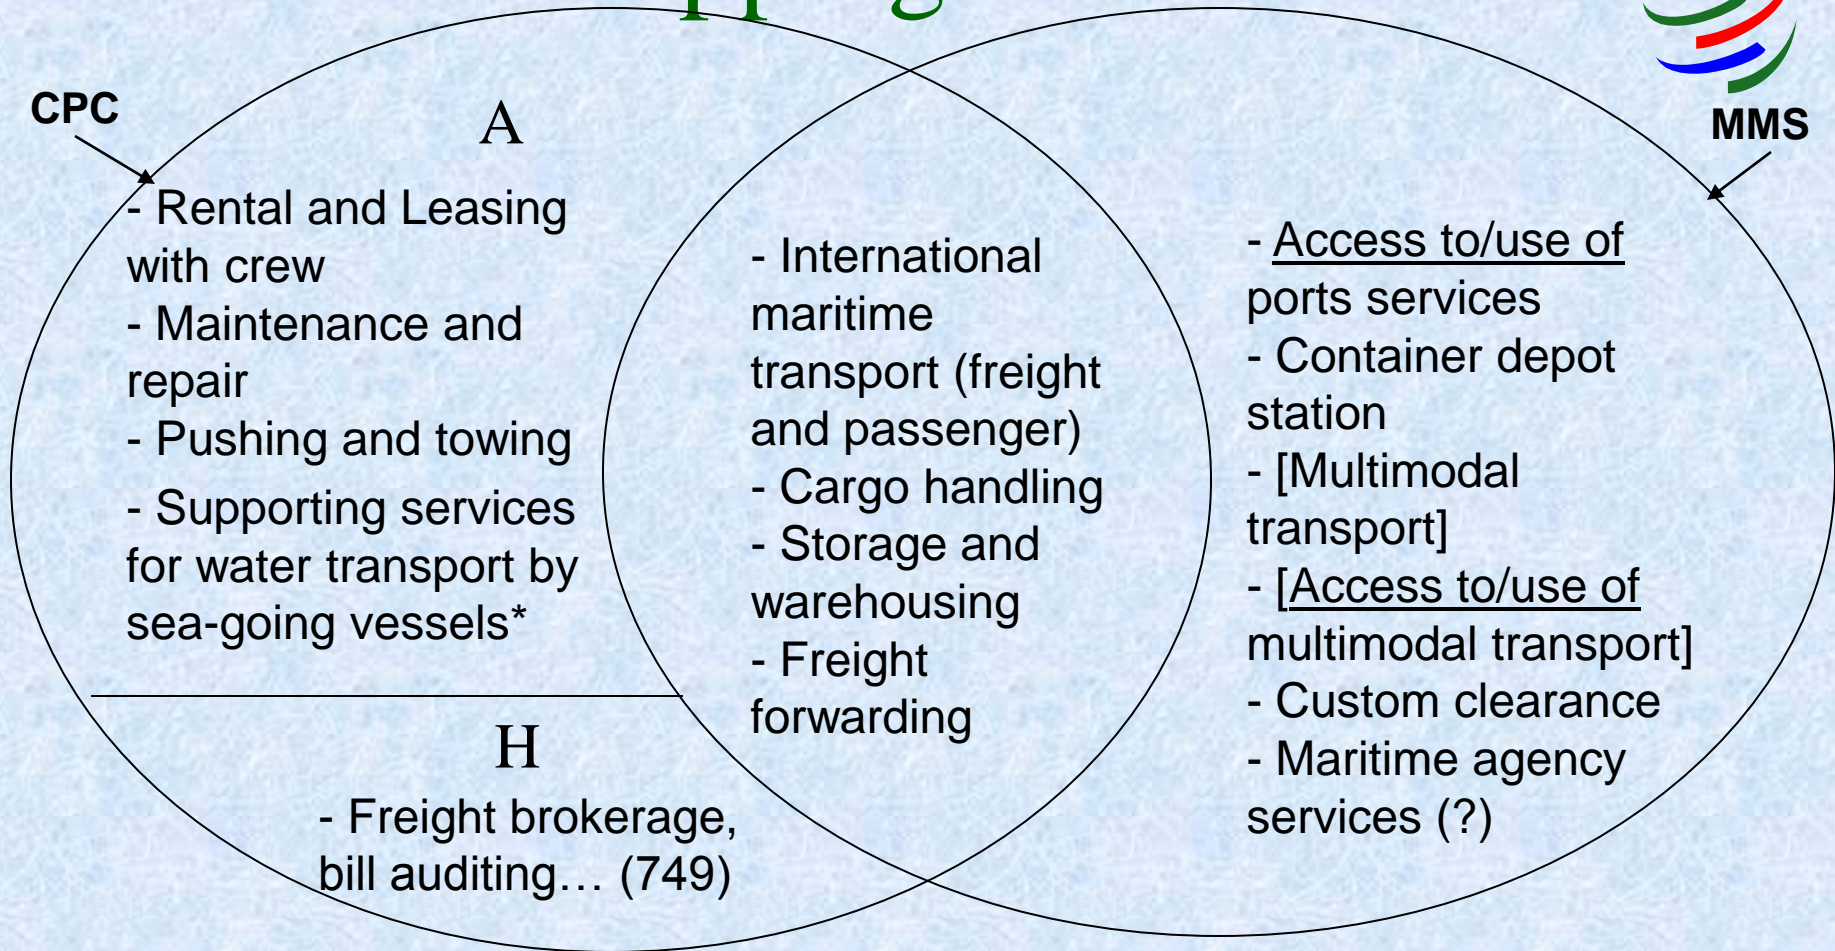 CPC
A
- Rental and Leasing
with crew
- Maintenance and
repair
- Pushing and towing
- Supporting services
for water transport by
sea-going vessels*
H
- Freight brokerage,
bill auditing… (749)
- International
maritime
transport (freight
and passenger)
- Cargo handling
- Storage and
warehousing
- Freight
forwarding
MMS
- Access to/use of
ports services
- Container depot
station
- [Multimodal
transport]
- [Access to/use of
multimodal transport]
- Custom clearance
- Maritime agency
services (?)